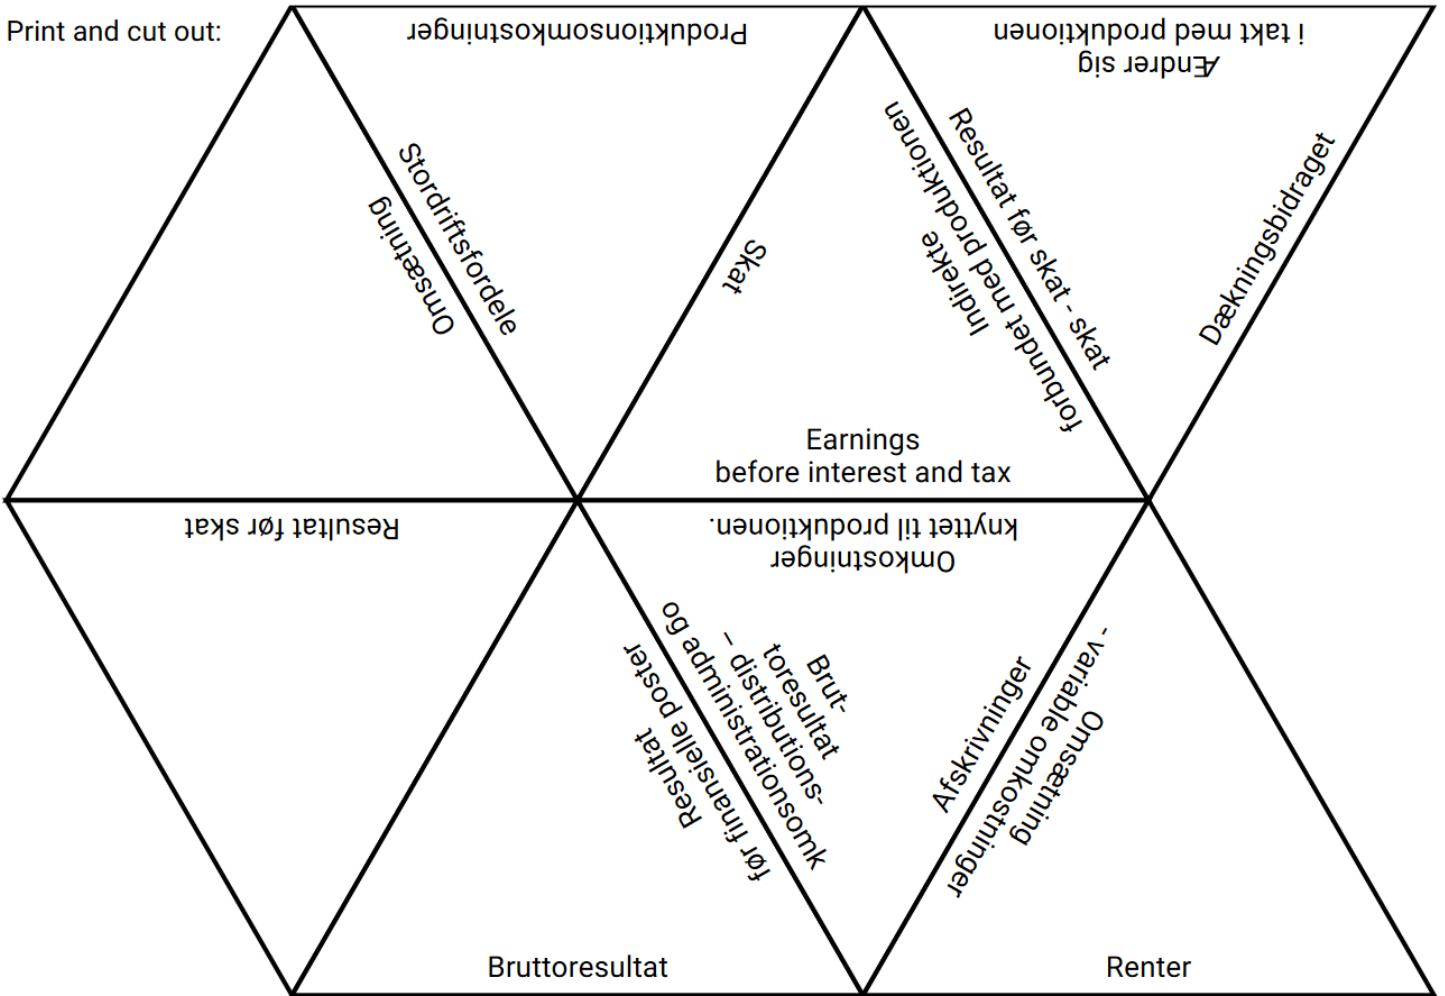 Print and cut out:
Produktionsomkostninger
Ændrer sig
i takt med produktionen
Stordriftsfordele
Omsætning
Skat
Indirekte
forbundet med produktionen
Resultat før skat - skat
Dækningsbidraget
Earnings
before interest and tax
Resultat før skat
Omkostninger
knyttet til produktionen.
Brut-
toresultat
– distributions-
og administrationsomk
Resultat
før finansielle poster
Afskrivninger
Omsætning
- variable omkostninger
Bruttoresultat
Renter